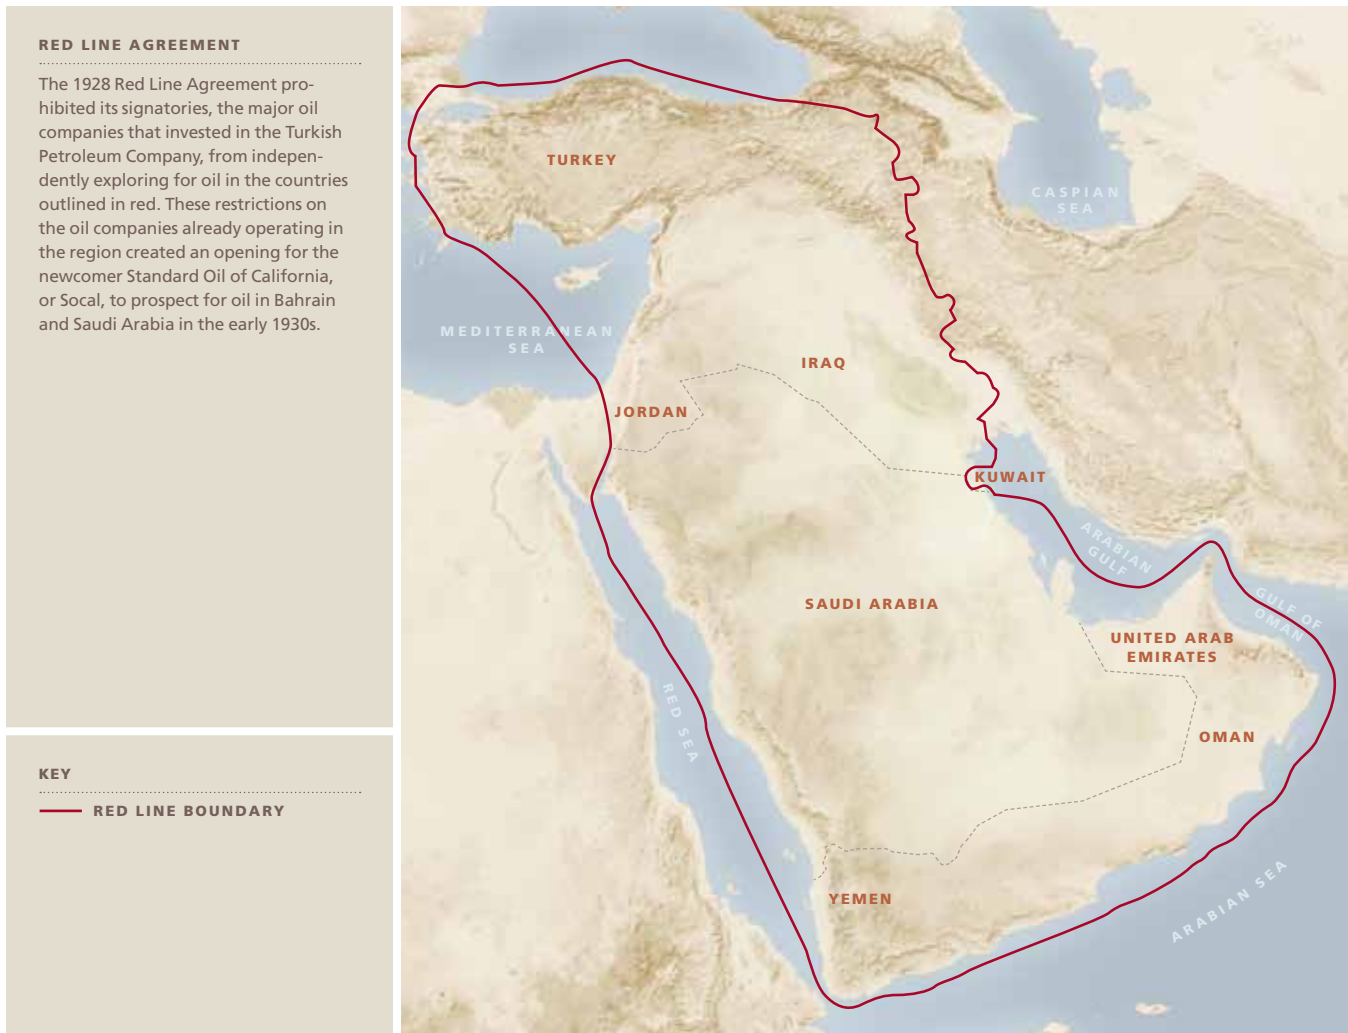 RED LINE AGREEMENT
The 1928 Red Line Agreement pro-
hibited its signatories, the major oil
companies that invested in the Turkish
Petroleum Company, from indepen-
dently exploring for oil in the countries
outlined in red. These restrictions on
the oil companies already operating in
the region created an opening for the
newcomer Standard Oil of California,
or Socal, to prospect for oil in Bahrain
and Saudi Arabia in the early 1930s.
KEY
RED LINE BOUNDARY
TURKEY
CASPIAN
SEA
MEDITERRANEAN
SEA
IRAQ
JORDAN
KUWAIT
ARABIAN
GULF
SAUDI ARABIA
GULF OF
OMAN
UNITED ARAB
EMIRATES
RED SEA
OMAN
YEMEN
ARABIAN SEA